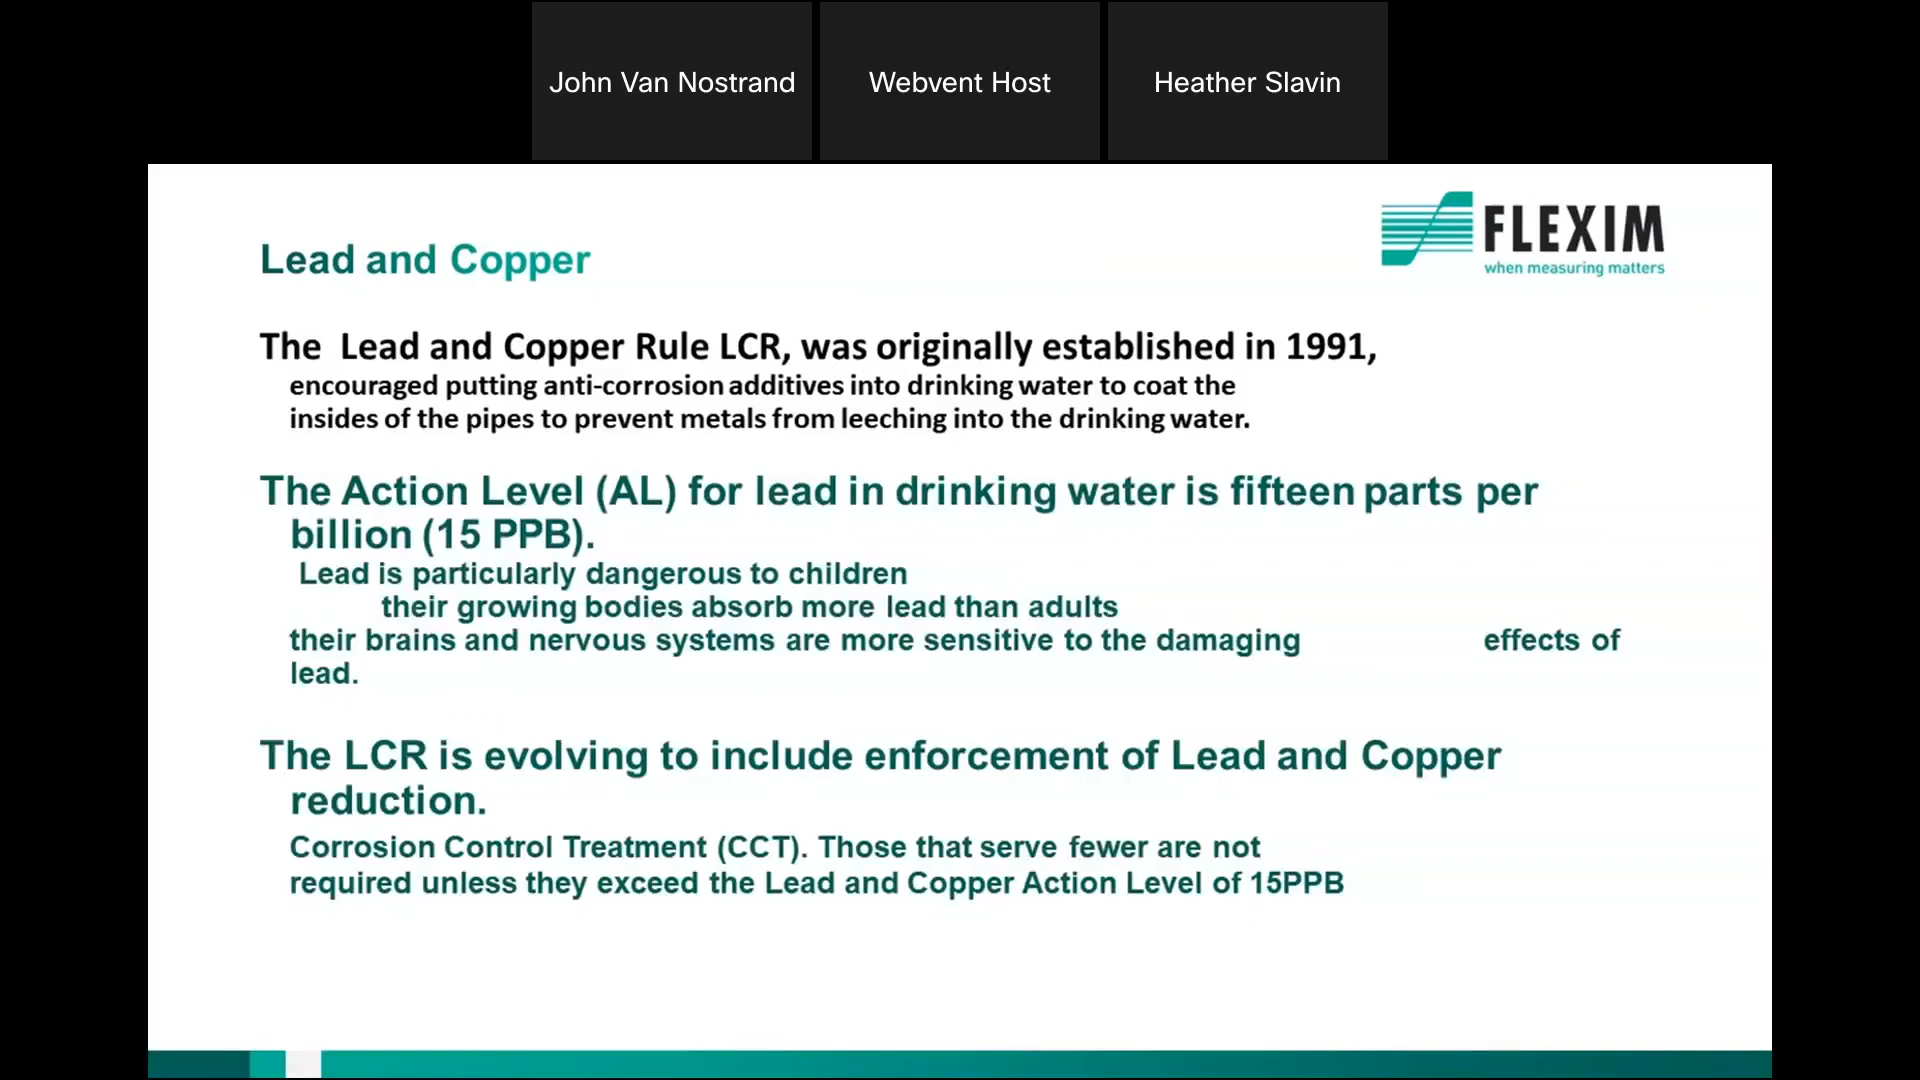 John Van Nostrand
Webvent Host
Heather Slavin
FLEXIM
when measuring matters
Lead and Copper
The Lead and Copper Rule LCR, was originally established in 1991,
encouraged putting anti-corrosion additives into drinking water to coat the
insides of the pipes to prevent metals from leeching into the drinking water.
The Action Level (AL) for lead in drinking water is fifteen parts per
billion (15 PPB).
Lead is particularly dangerous to children
their growing bodies absorb more lead than adults
their brains and nervous systems are more sensitive to the damaging effects of
lead.
The LCR is evolving to include enforcement of Lead and Copper
reduction.
Corrosion Control Treatment (CCT). Those that serve fewer are not
required unless they exceed the Lead and Copper Action Level of 15PPB